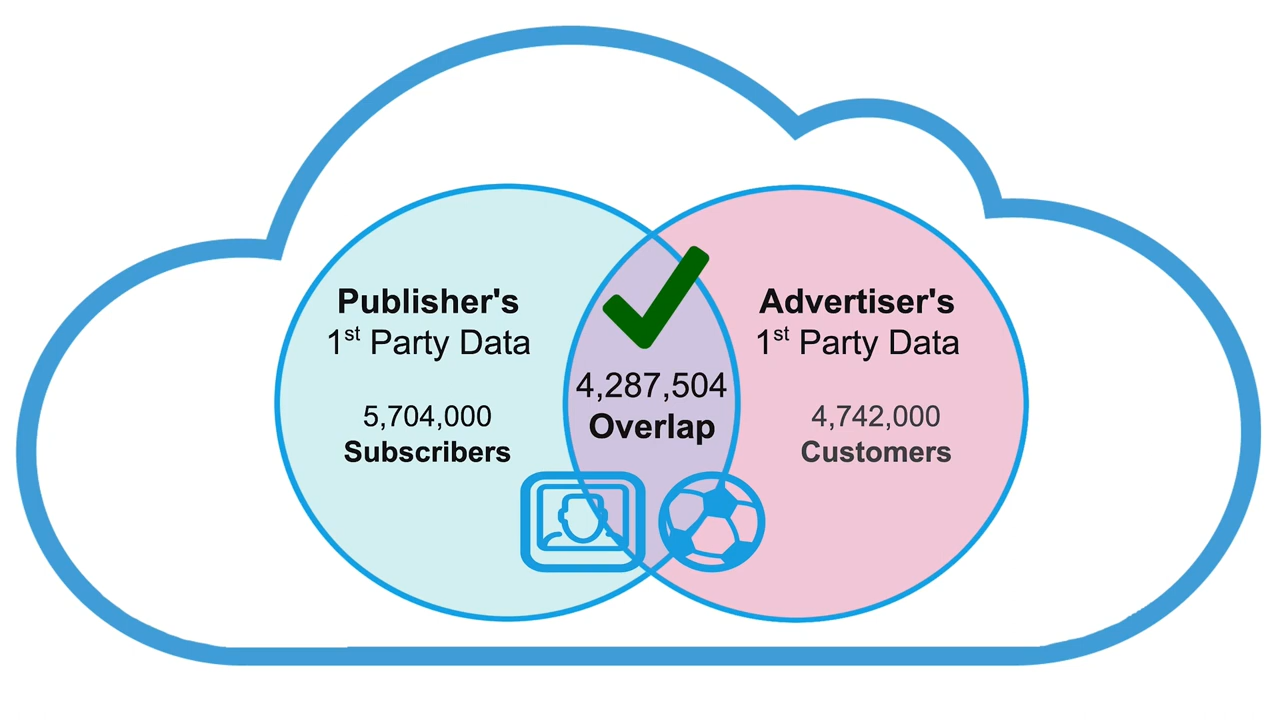 Publisher's
1st Party Data
5,704,000
Subscribers
4,287,504
Overlap
Advertiser's
1st Party Data
4,742,000
Customers